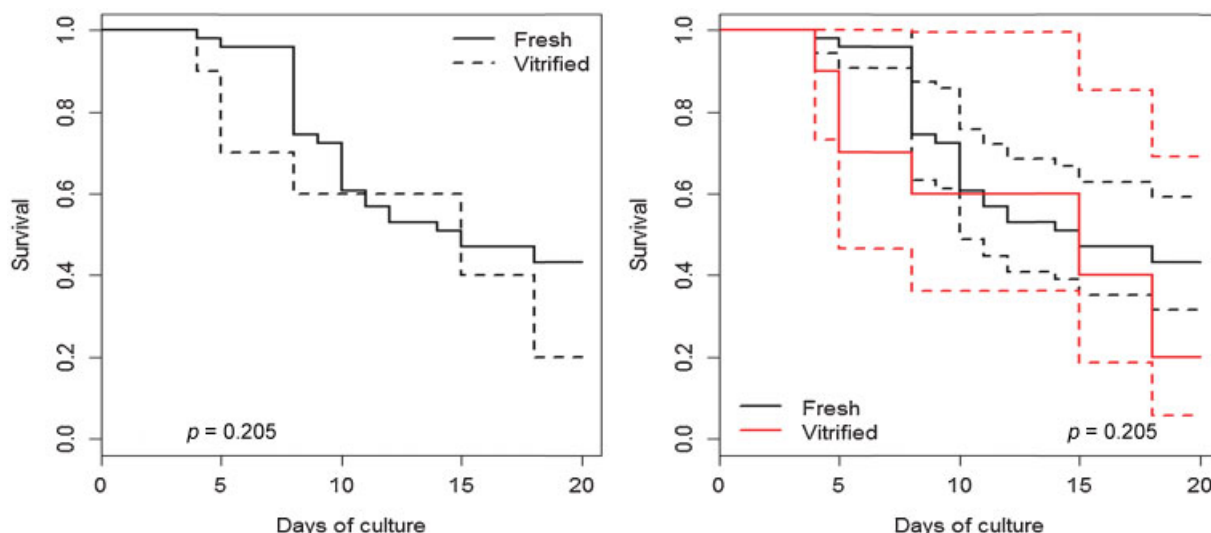 Survival
1.0
0.8
0.6
0.4
0.2
0.0
Fresh
Vitrified
p = 0.205
0 5 10 15 20
Days of culture
Survival
1.0
0.8
0.6
0.4
0.2
0.0
Fresh
Vitrified
p = 0.205
0 5 10 15 20
Days of culture